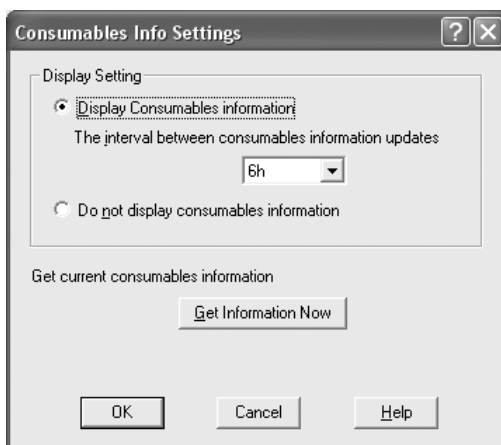 Consumables Info Settings
Display Setting
Display Consumables information
The interval between consumables information updates
6h
Do not display consumables information
Get current consumables information
Get Information Now
OK Cancel Help